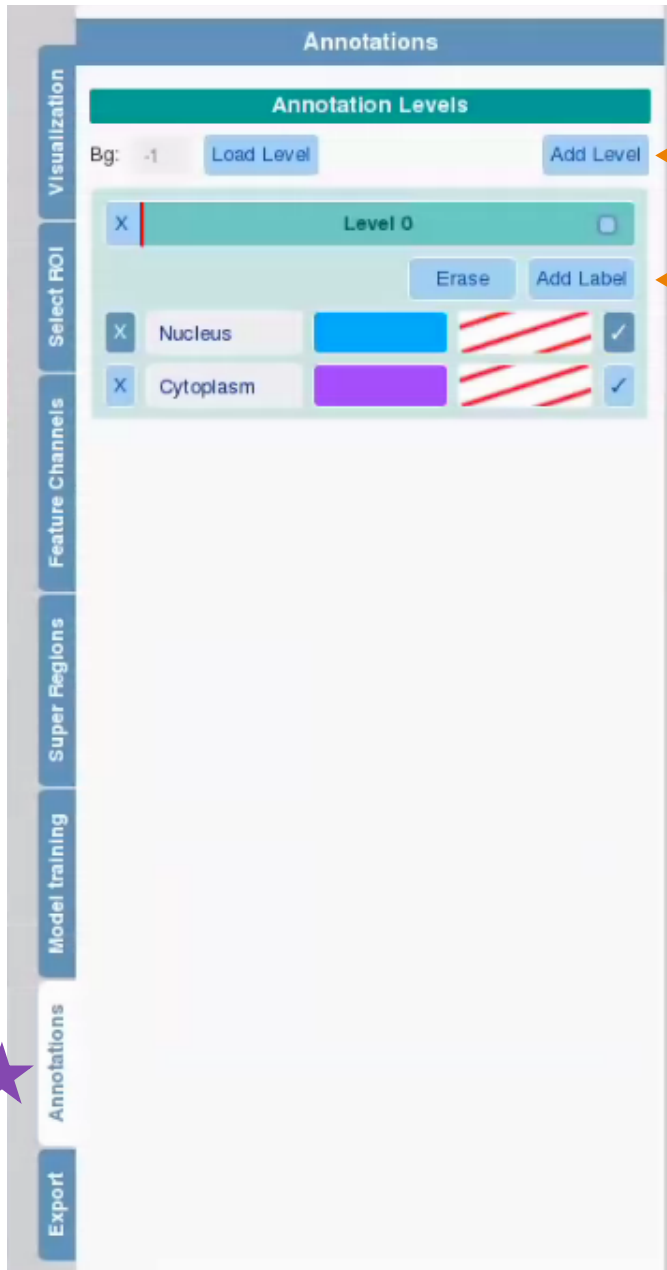 Annotations
Annotation Levels
Bg: -1 Load Level Add Level
X Level 0
Erase Add Label
X Nucleus ✓
X Cytoplasm ✓
Visualization
Select ROI
Feature Channels
Super Regions
Model training
Annotations
Export